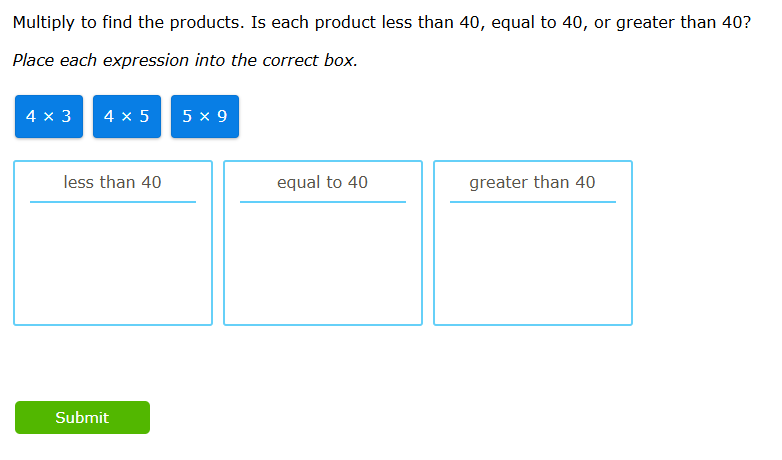 Multiply to find the products. Is each product less than 40, equal to 40, or greater than 40?
Place each expression into the correct box.
4 × 3 4 × 5 5 × 9
less than 40 equal to 40 greater than 40
Submit